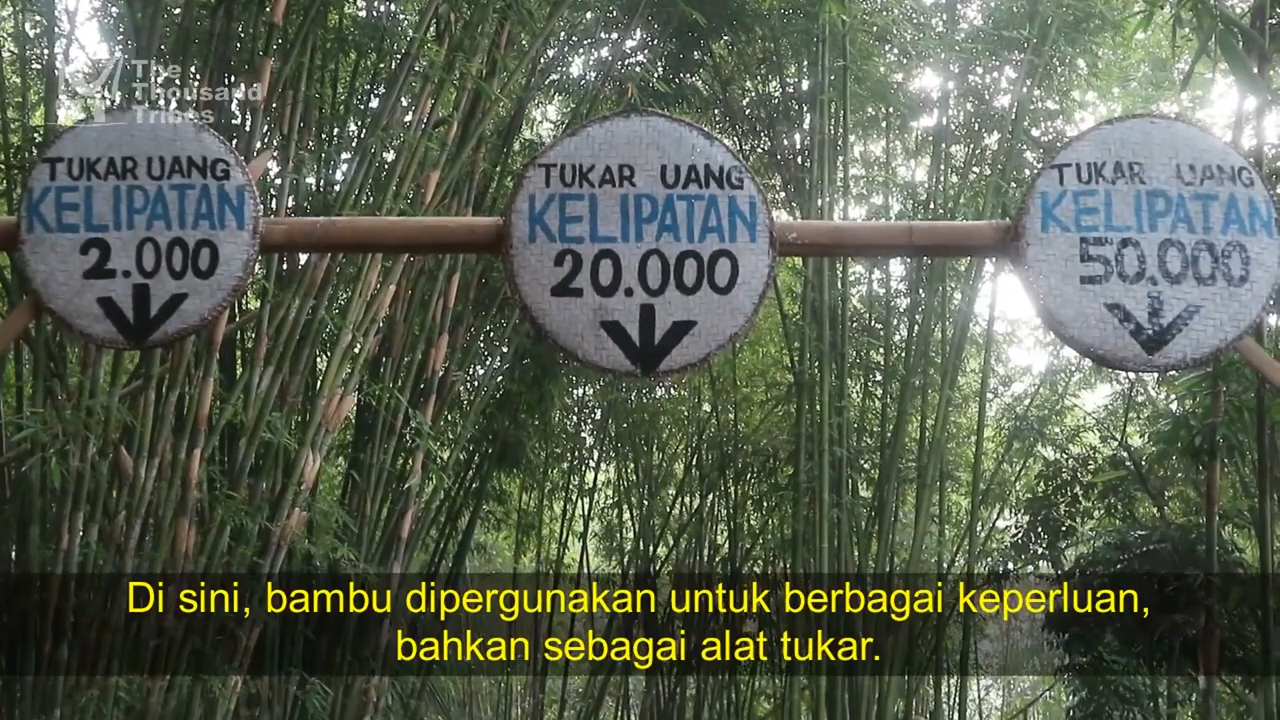 The
Thousand
Tribes
TUKAR UANG
KELIPATAN
2.000
TUKAR UANG
KELIPATAN
20.000
TUKAR UANG
KELIPATAN
50.000
Di sini, bambu dipergunakan untuk berbagai keperluan,
bahkan sebagai alat tukar.